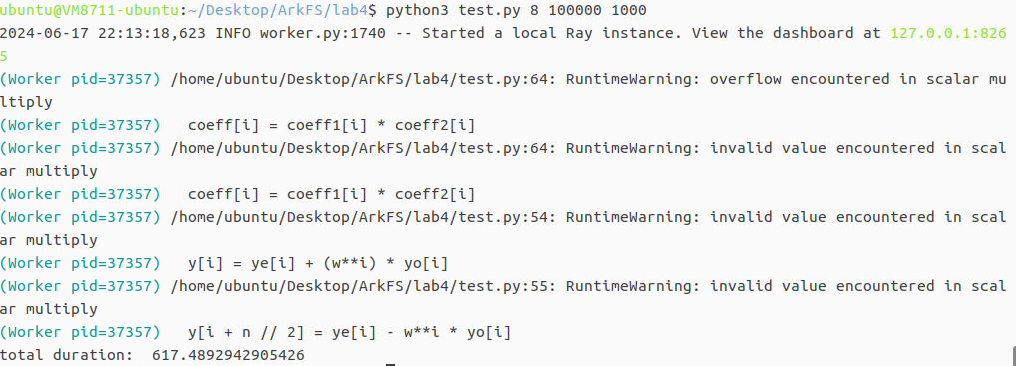 ubuntu@VM8711-ubuntu:~/Desktop/ArkFS/lab4$ python3 test.py 8 100000 1000
2024-06-17 22:13:18,623 INFO worker.py:1740 -- Started a local Ray instance. View the dashboard at 127.0.0.1:826
5
(Worker pid=37357) /home/ubuntu/Desktop/ArkFS/lab4/test.py:64: RuntimeWarning: overflow encountered in scalar mu
ltiply
(Worker pid=37357)   coeff[i] = coeff1[i] * coeff2[i]
(Worker pid=37357) /home/ubuntu/Desktop/ArkFS/lab4/test.py:64: RuntimeWarning: invalid value encountered in scal
ar multiply
(Worker pid=37357)   coeff[i] = coeff1[i] * coeff2[i]
(Worker pid=37357) /home/ubuntu/Desktop/ArkFS/lab4/test.py:54: RuntimeWarning: invalid value encountered in scal
ar multiply
(Worker pid=37357)   y[i] = ye[i] + (w**i) * yo[i]
(Worker pid=37357) /home/ubuntu/Desktop/ArkFS/lab4/test.py:55: RuntimeWarning: invalid value encountered in scal
ar multiply
(Worker pid=37357)   y[i + n // 2] = ye[i] - w**i * yo[i]
total duration:  617.4892942905426